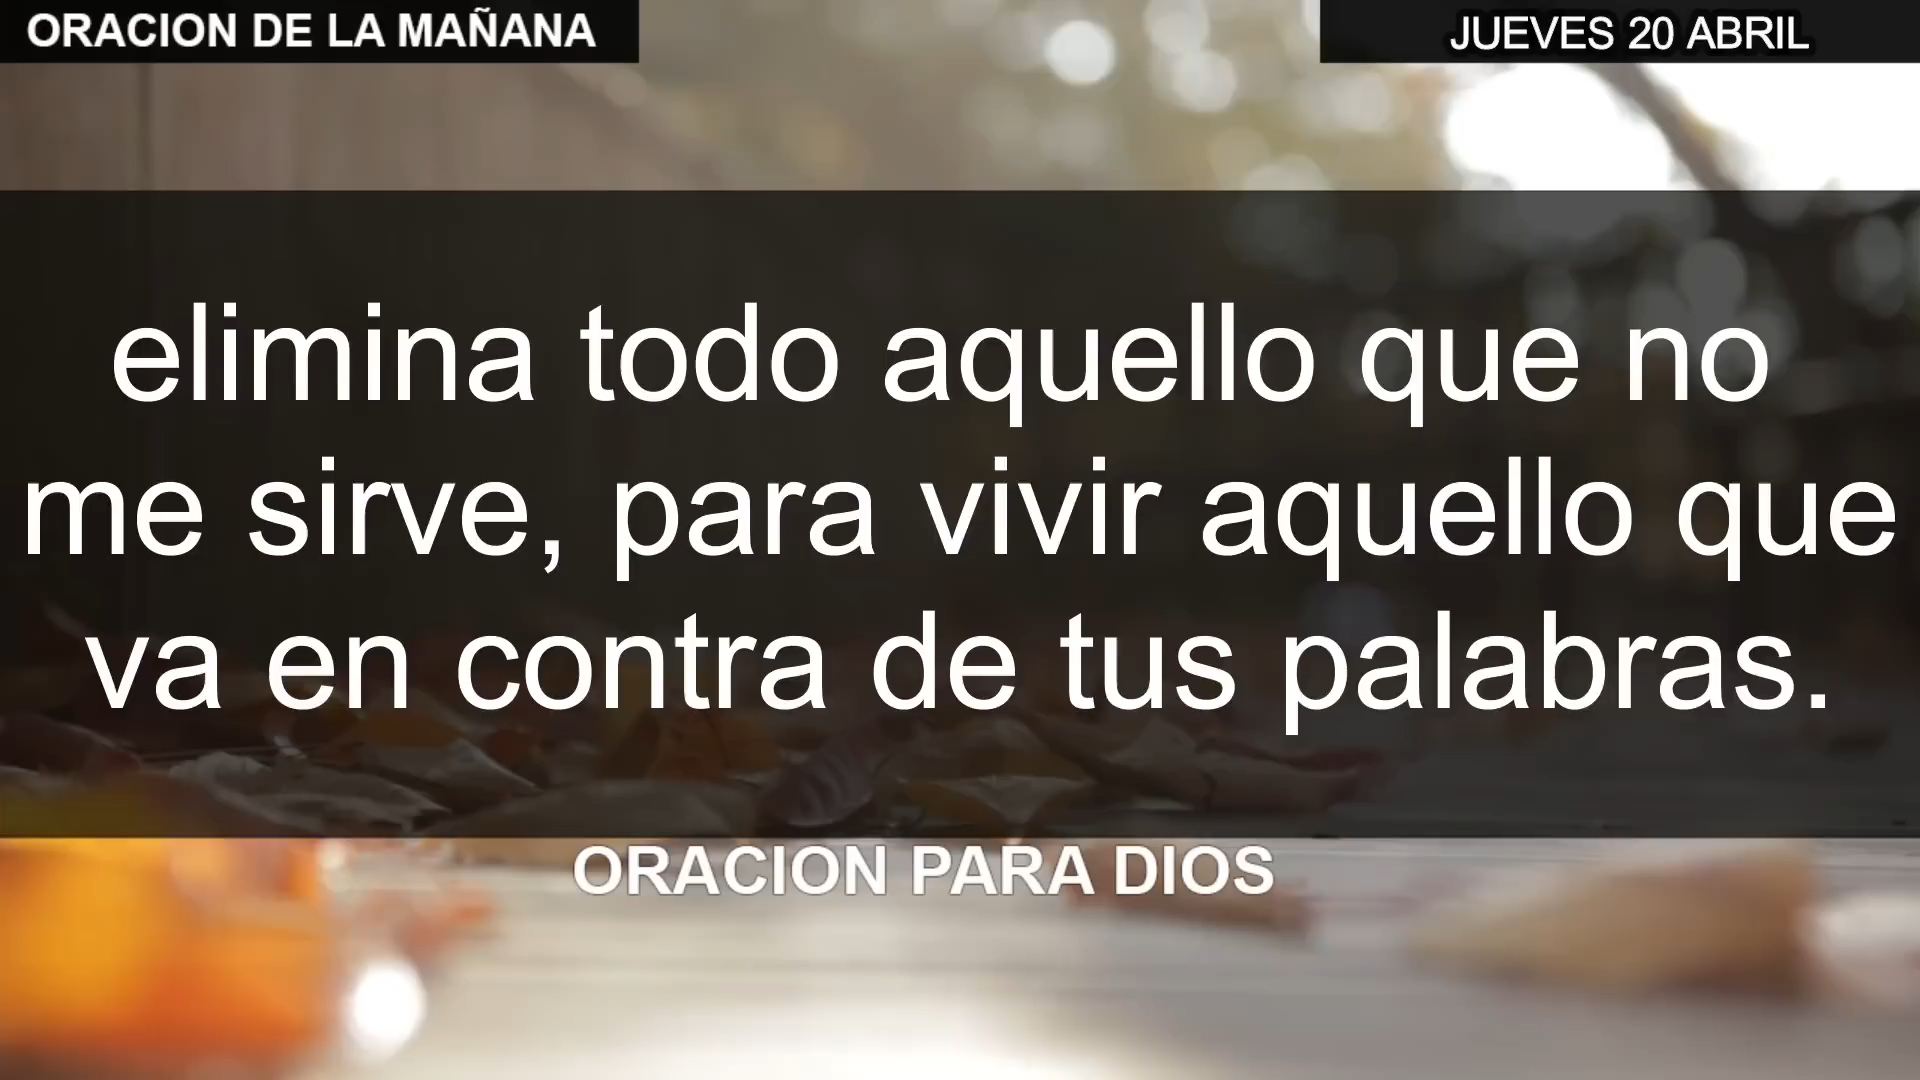 ORACION DE LA MAÑANA
JUEVES 20 ABRIL
elimina todo aquello que no
me sirve, para vivir aquello que
va en contra de tus palabras.
ORACION PARA DIOS